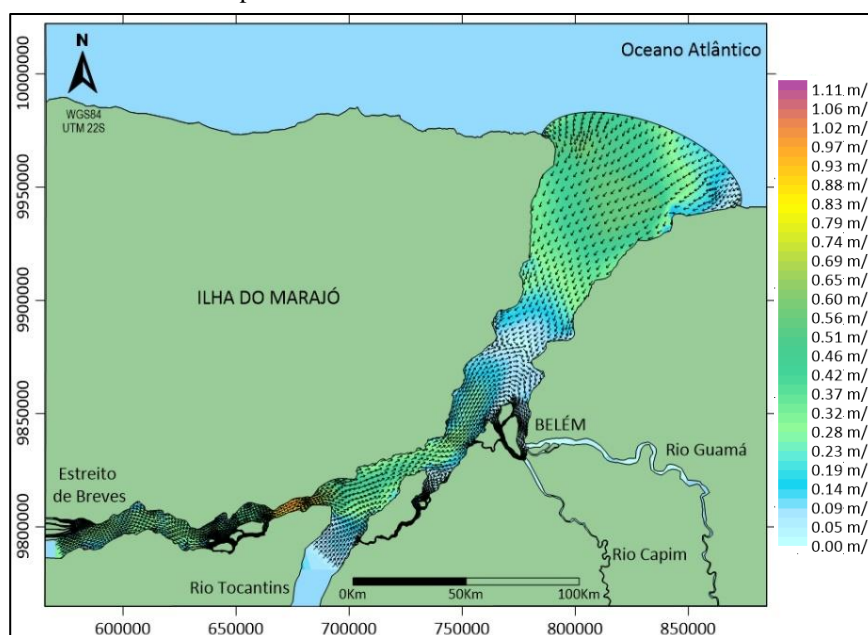 Oceano Atlântico
N
WGS84
UTM 22S
10000000
9950000
9900000
9850000
9800000
ILHA DO MARAJÓ
BELÉM
Rio Guamá
Estreito
de Breves
Rio Capim
Rio Tocantins
0Km
50Km
100Km
600000
650000
700000
750000
800000
850000
1.11 m/
1.06 m/
1.02 m/
0.97 m/
0.93 m/
0.88 m/
0.83 m/
0.79 m/
0.74 m/
0.69 m/
0.65 m/
0.60 m/
0.56 m/
0.51 m/
0.46 m/
0.42 m/
0.37 m/
0.32 m/
0.28 m/
0.23 m/
0.19 m/
0.14 m/
0.09 m/
0.05 m/
0.00 m/